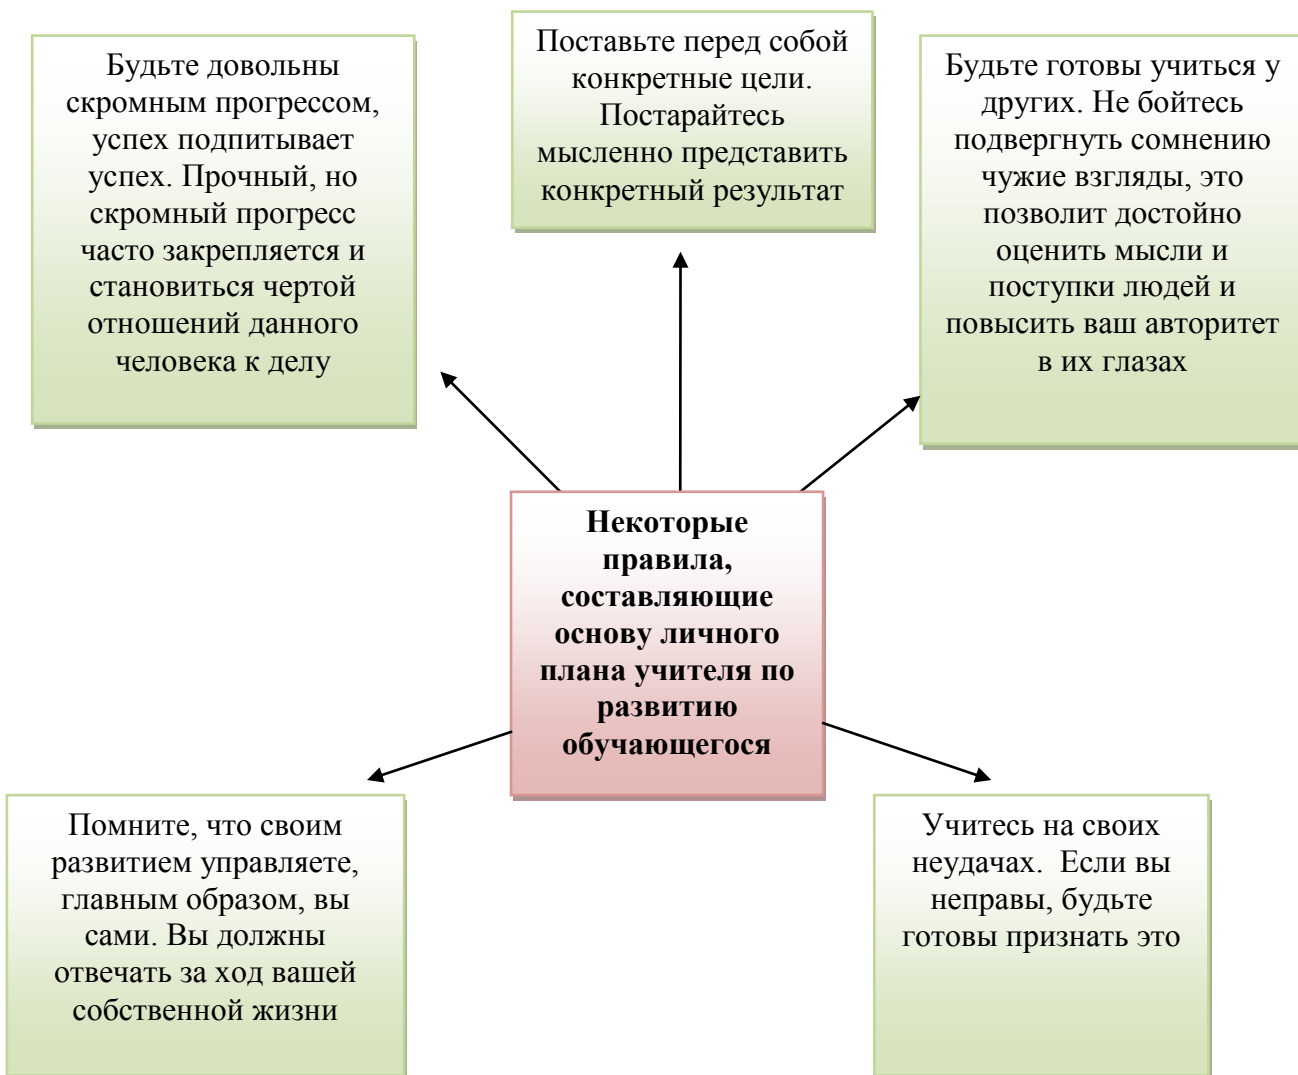 Будьте довольны
скромным прогрессом,
успех подпитывает
успех. Прочный, но
скромный прогресс
часто закрепляется и
становиться чертой
отношений данного
человека к делу
Поставьте перед собой
конкретные цели.
Постарайтесь
мысленно представить
конкретный результат
Будьте готовы учиться у
других. Не бойтесь
подвергнуть сомнению
чужие взгляды, это
позволит достойно
оценить мысли и
поступки людей и
повысить ваш авторитет
в их глазах
Некоторые
правила,
составляющие
основу личного
плана учителя по
развитию
обучающегося
Помните, что своим
развитием управляете,
главным образом, вы
сами. Вы должны
отвечать за ход вашей
собственной жизни
Учитесь на своих
неудачах.  Если вы
неправы, будьте
готовы признать это